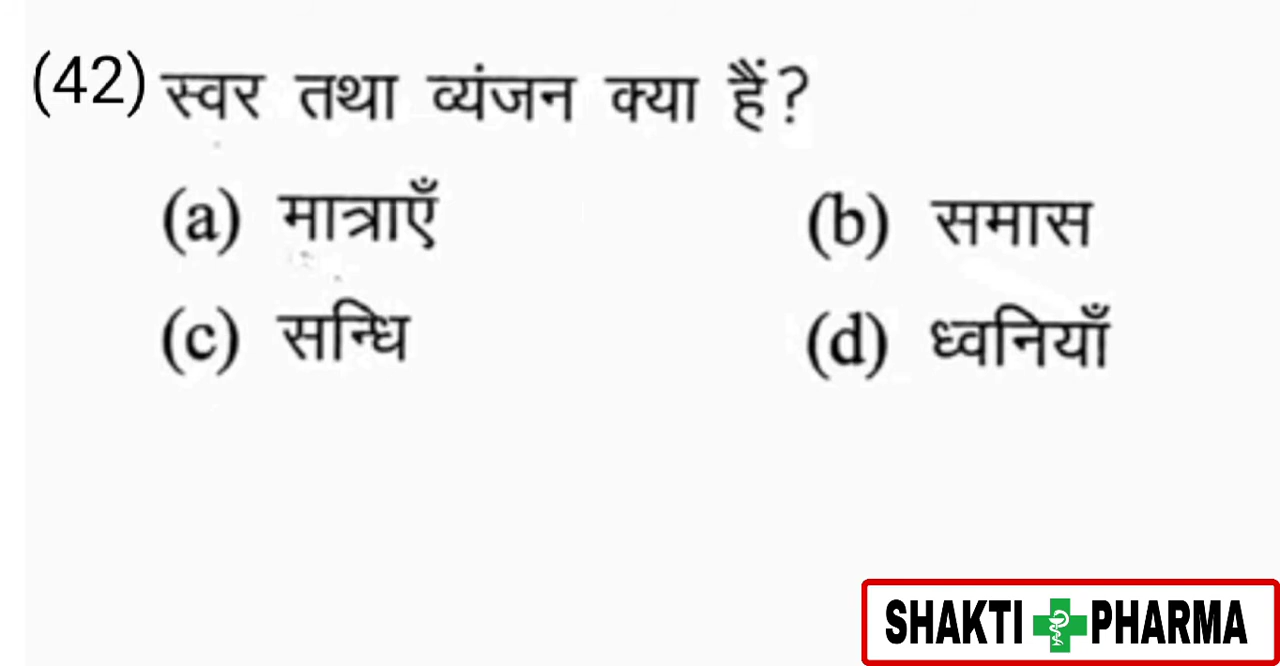 (42) स्वर तथा व्यंजन क्या हैं?
(a) मात्राएँ (b) समास
(c) सन्धि (d) ध्वनियाँ
SHAKTI PHARMA